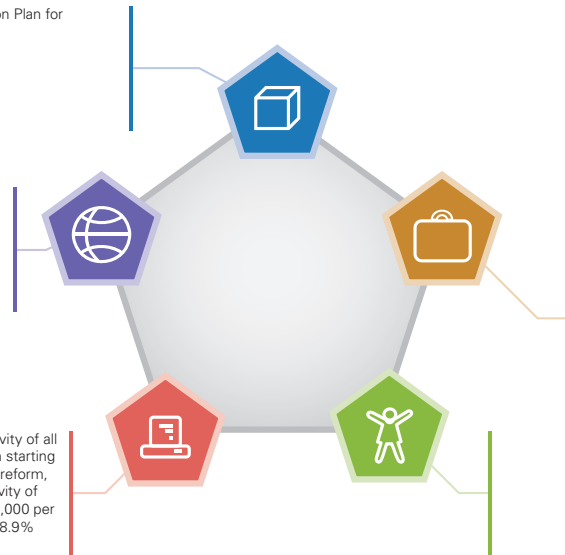 on Plan for
vity of all
starting
reform,
vity of
,000 per
8.9%